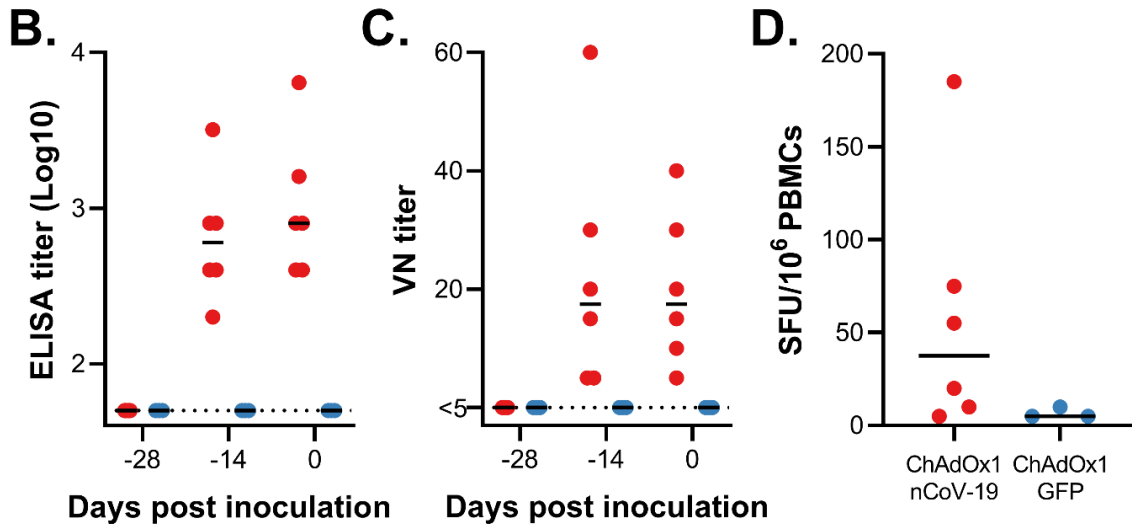 B.
ELISA titer (Log10)
4
3
2
-28 -14 0
Days post inoculation
C.
VN titer
60
40
20
<5
-28 -14 0
Days post inoculation
D.
SFU/10⁶ PBMCs
200
150
100
50
0
ChAdOx1 ChAdOx1
nCoV-19 GFP